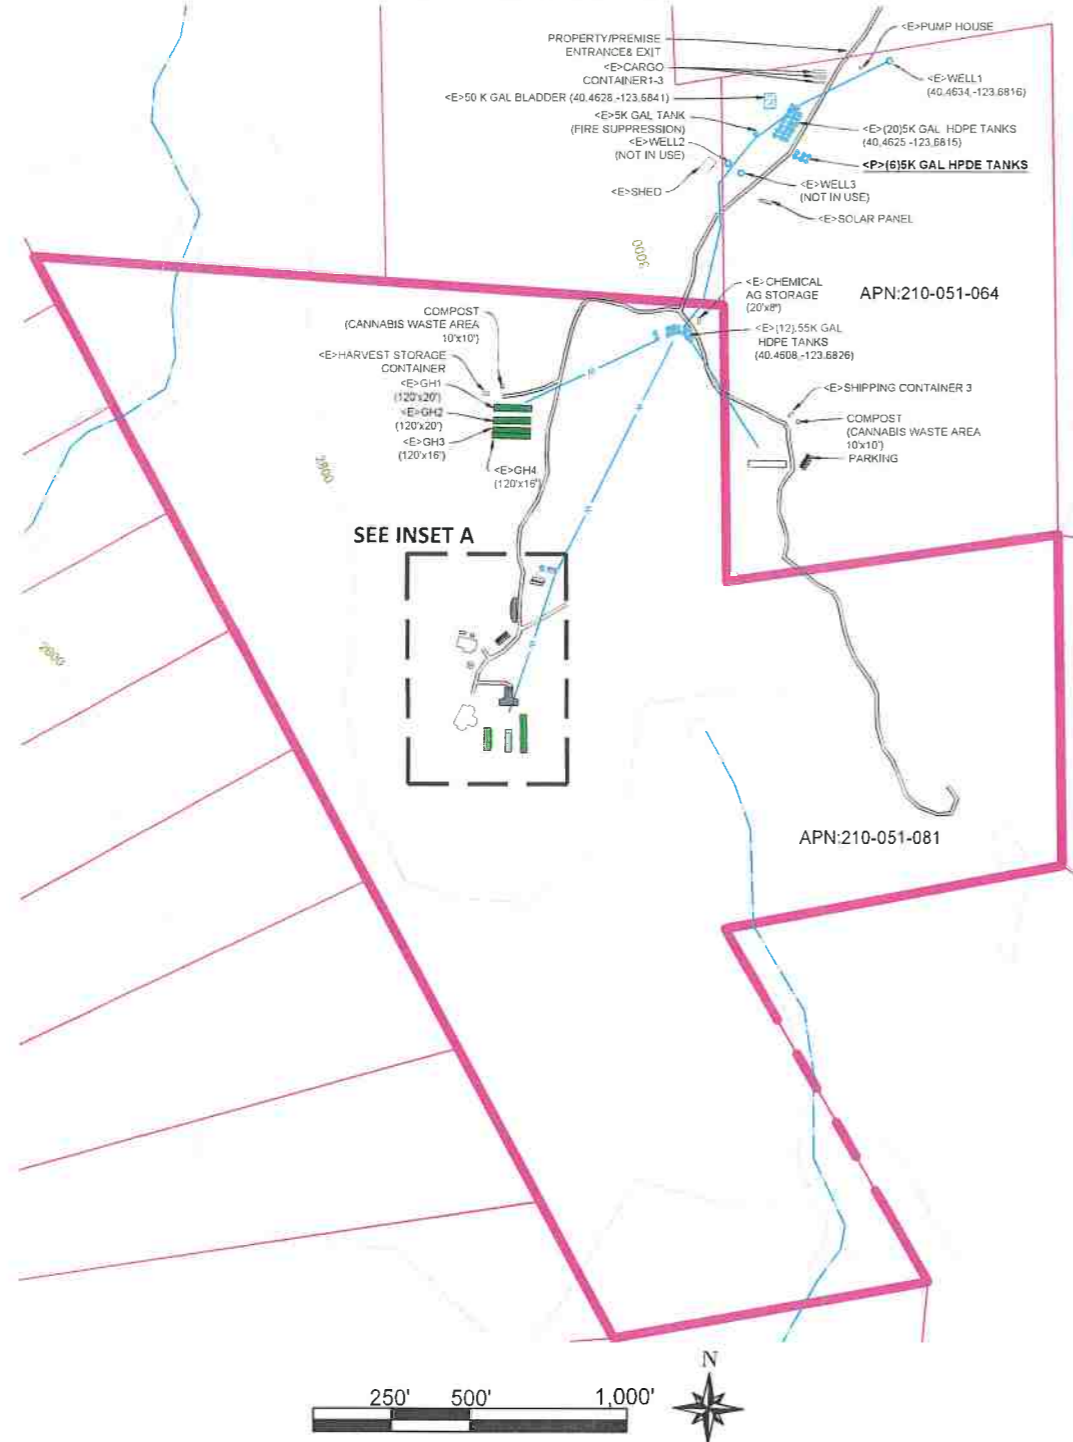 <E>PUMP HOUSE
PROPERTY/PREMISE
ENTRANCE& EXIT
<E>CARGO
CONTAINER1-3
<E>WELL1
(40.4634,-123.6816)
<E>50 K GAL BLADDER (40.4628,-123.6841)
<E>5K GAL TANK
(FIRE SUPPRESSION)
<E>(20)5K GAL HDPE TANKS
(40.4625 -123.6815)
<E>WELL2
(NOT IN USE)
<P>(6)5K GAL HPDE TANKS
<E>SHED
<E>WELL3
(NOT IN USE)
<E>SOLAR PANEL
3000
<E>CHEMICAL
AG STORAGE
(20'x8')
APN:210-051-064
COMPOST
(CANNABIS WASTE AREA
10'x10')
<E>(12).55K GAL
HDPE TANKS
(40.4608,-123.6826)
<E>HARVEST STORAGE
CONTAINER
<E>GH1
(120'x20')
<E>GH2
(120'x20')
<E>GH3
(120'x16')
<E>GH4
(120'x16')
<E>SHIPPING CONTAINER 3
COMPOST
(CANNABIS WASTE AREA
10'x10')
PARKING
2800
SEE INSET A
2600
APN:210-051-081
N
250' 500' 1,000'